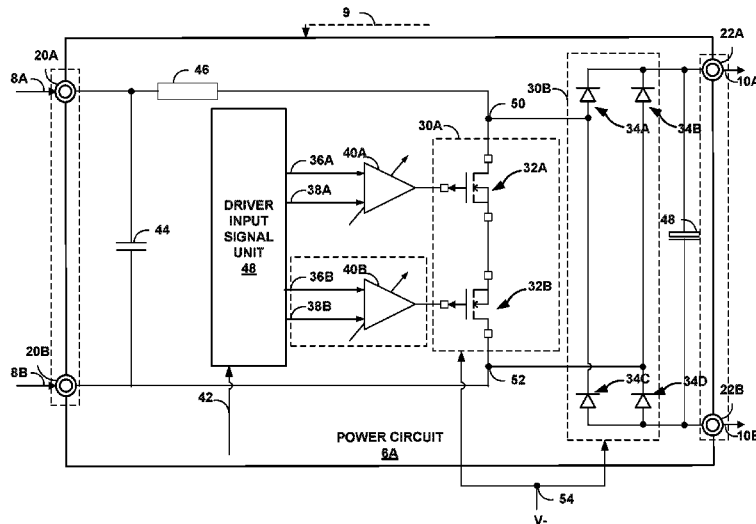 9
20A
22A
8A
46
10A
50
30B
30A
34A
34B
36A
40A
32A
38A
DRIVER
INPUT
SIGNAL
UNIT
48
44
48
36B
40B
32B
38B
20B
8B
52
34C
34D
22B
42
10B
POWER CIRCUIT
6A
54
V-